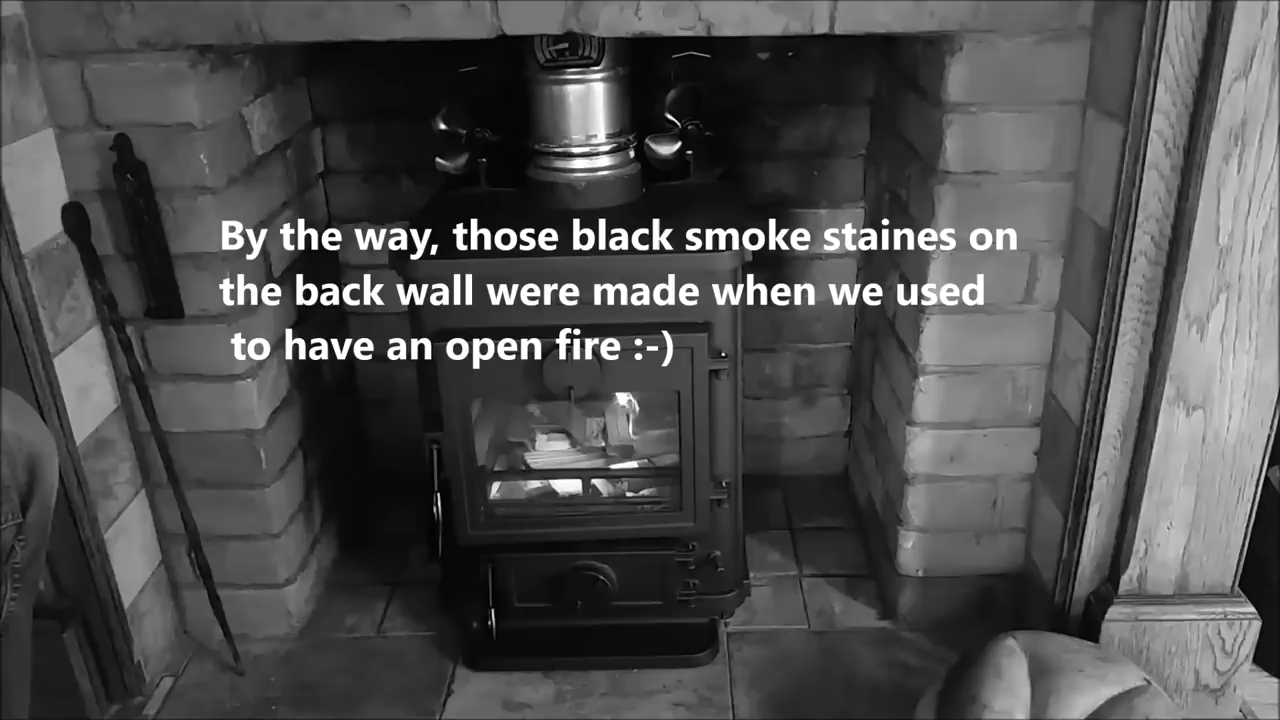 By the way, those black smoke staines on
the back wall were made when we used
to have an open fire :-)